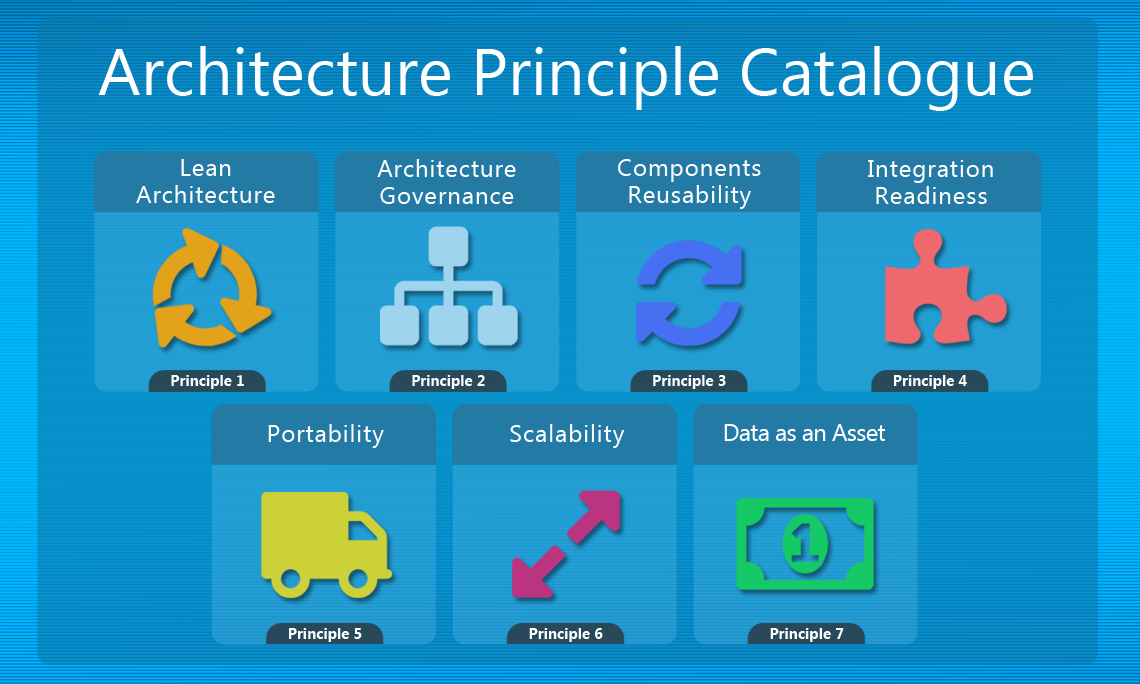 Architecture Principle Catalogue
Lean
Architecture
Principle 1
Architecture
Governance
Principle 2
Components
Reusability
Principle 3
Integration
Readiness
Principle 4
Portability
Principle 5
Scalability
Principle 6
Data as an Asset
1
Principle 7